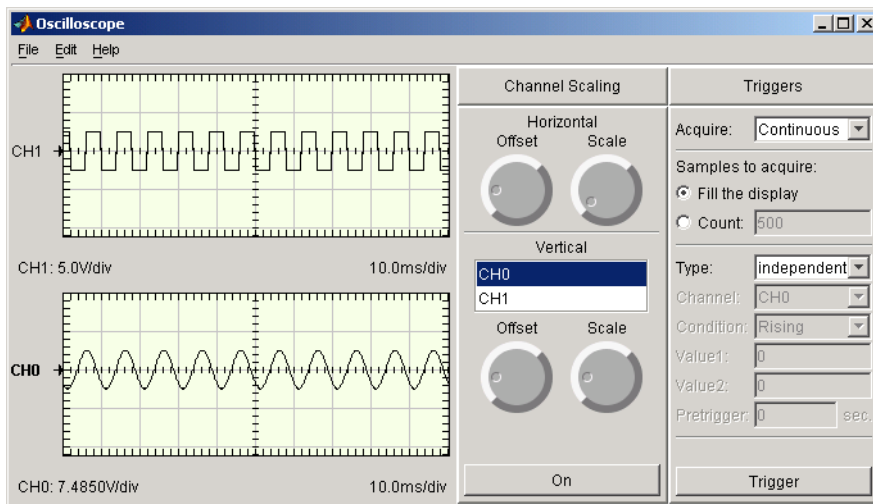 Oscilloscope
File Edit Help
CH1
CH1: 5.0V/div 10.0ms/div
CH0
CH0: 7.4850V/div 10.0ms/div
Channel Scaling
Horizontal
Offset Scale
Vertical
CH0
CH1
Offset Scale
On
Triggers
Acquire: Continuous
Samples to acquire:
Fill the display
Count: 500
Type: independent
Channel: CH0
Condition: Rising
Value1: 0
Value2: 0
Pretrigger: 0 sec.
Trigger